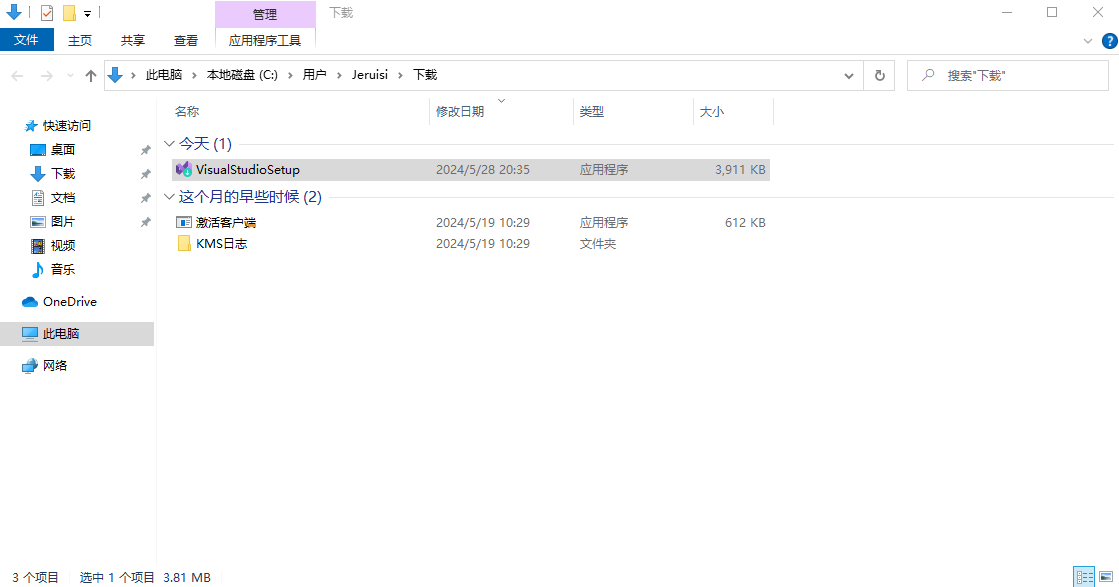 管理 下载
文件 主页 共享 查看 应用程序工具
此电脑 本地磁盘 (C:) 用户 Jeruisi 下载 搜索"下载"
名称 修改日期 类型 大小
快速访问
桌面
下载
文档
图片
视频
音乐
OneDrive
此电脑
网络
今天 (1)
VisualStudioSetup 2024/5/28 20:35 应用程序 3,911 KB
这个月的早些时候 (2)
激活客户端 2024/5/19 10:29 应用程序 612 KB
KMS日志 2024/5/19 10:29 文件夹
3 个项目 选中 1 个项目 3.81 MB